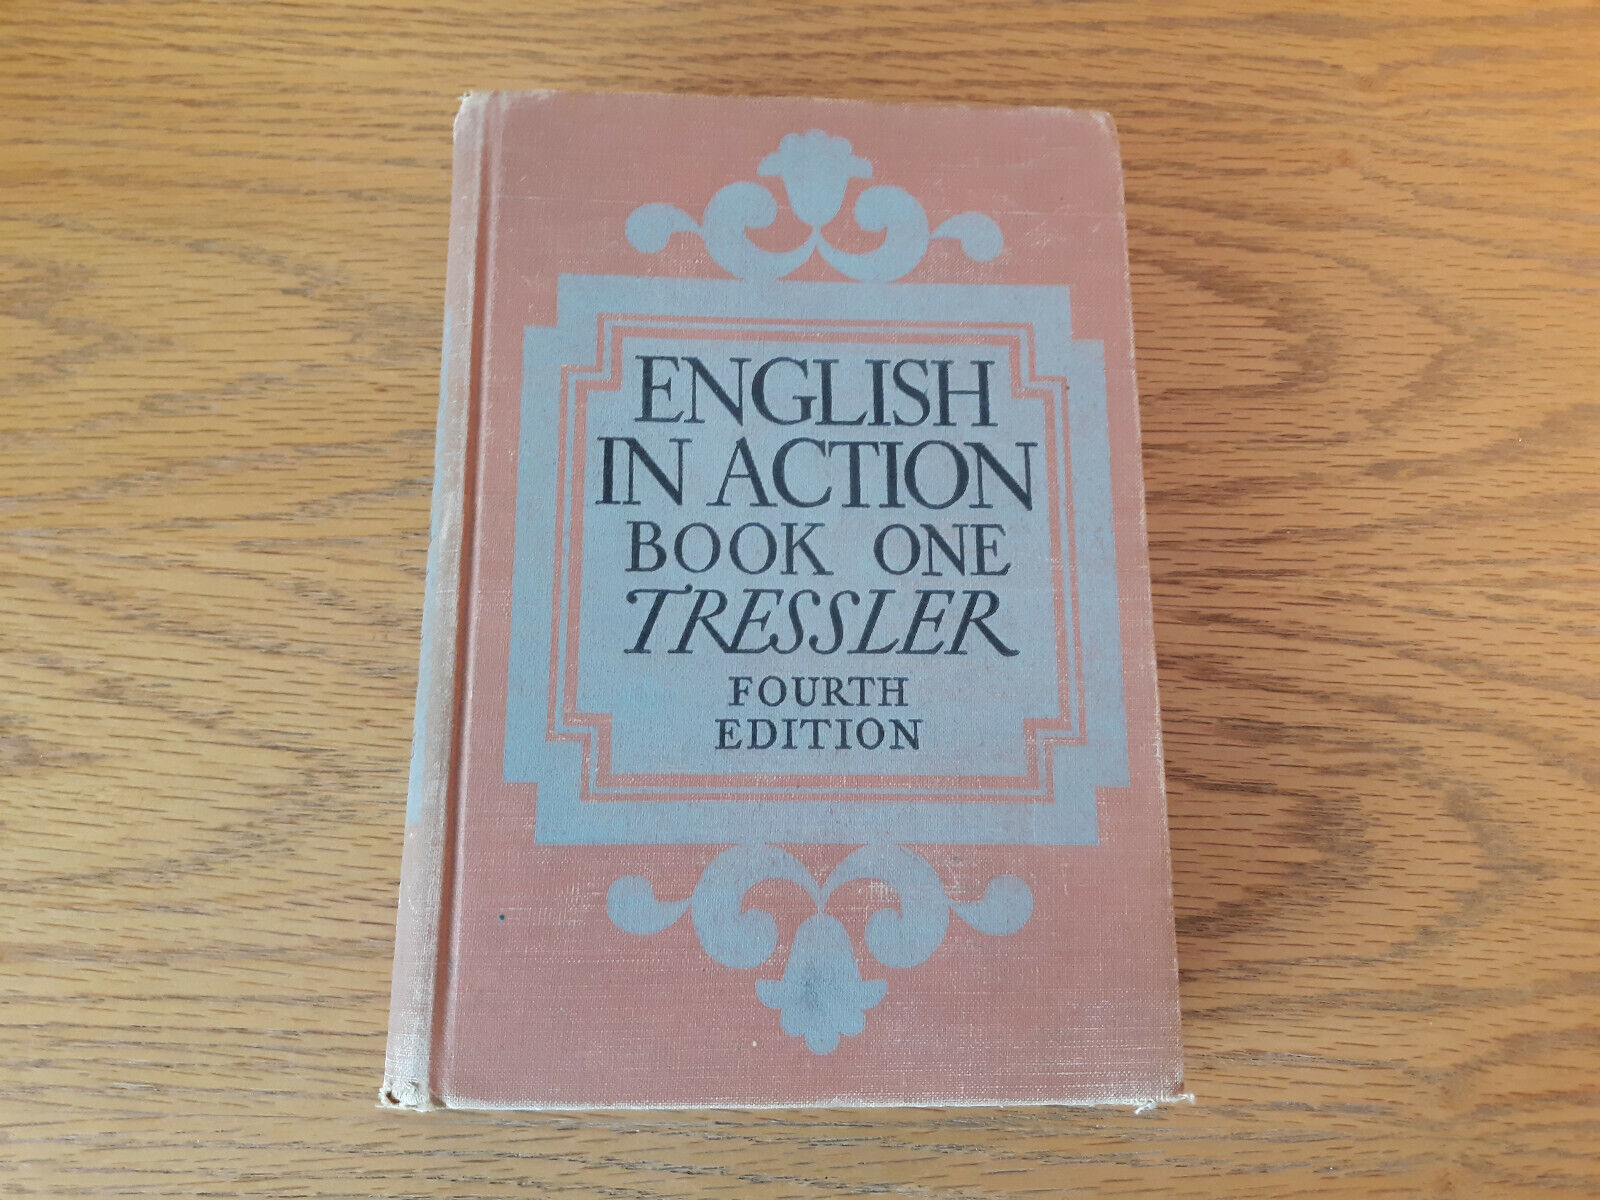 ENGLISH
IN ACTION
BOOK ONE
TRESSLER
FOURTH
EDITION